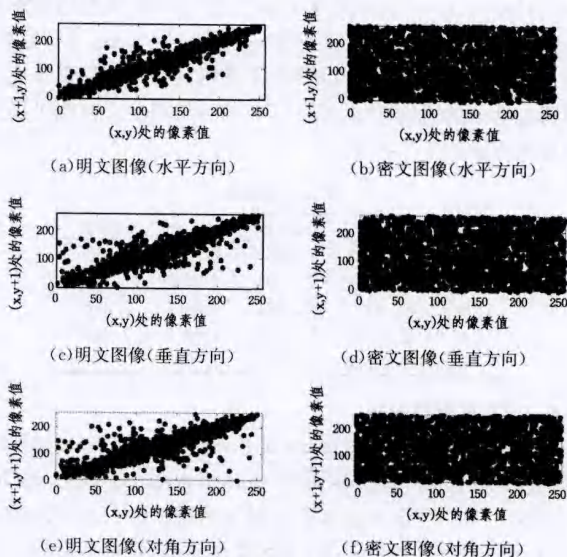 (x+1,y)处的像素值
200
100
0
0 50 100 150 200 250
(x,y)处的像素值
(a)明文图像(水平方向)
(x+1,y)处的像素值
200
100
0
0 50 100 150 200 250
(x,y)处的像素值
(b)密文图像(水平方向)
(x,y+1)处的像素值
200
100
0
0 50 100 150 200 250
(x,y)处的像素值
(c)明文图像(垂直方向)
(x,y+1)处的像素值
200
100
0
0 50 100 150 200 250
(x,y)处的像素值
(d)密文图像(垂直方向)
(x+1,y+1)处的像素值
200
100
0
0 50 100 150 200 250
(x,y)处的像素值
(e)明文图像(对角方向)
(x+1,y+1)处的像素值
200
100
0
0 50 100 150 200 250
(x,y)处的像素值
(f)密文图像(对角方向)